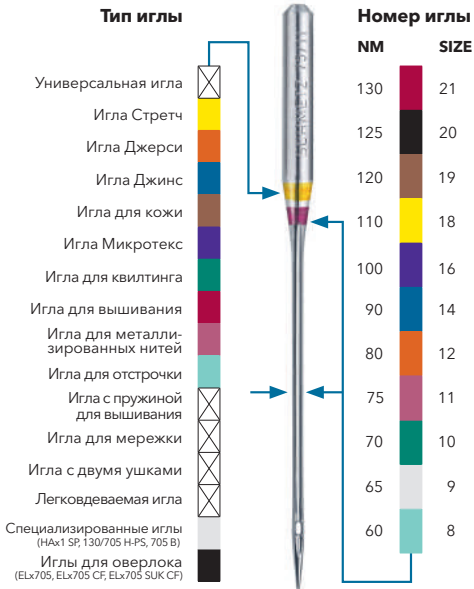 Тип иглы
Универсальная игла
Игла Стретч
Игла Джерси
Игла Джинс
Игла для кожи
Игла Микротекс
Игла для квилтинга
Игла для вышивания
Игла для металли-
зированных нитей
Игла для отстрочки
Игла с пружиной
для вышивания
Игла для мережки
Игла с двумя ушками
Легковдеваемая игла
Специализированные иглы
(HAx1 SP, 130/705 H-PS, 705 B)
Иглы для оверлока
(ELx705, ELx705 CF, ELx705 SUK CF)
SCHMETZ 75/11
Номер иглы
NM SIZE
130 21
125 20
120 19
110 18
100 16
90 14
80 12
75 11
70 10
65 9
60 8